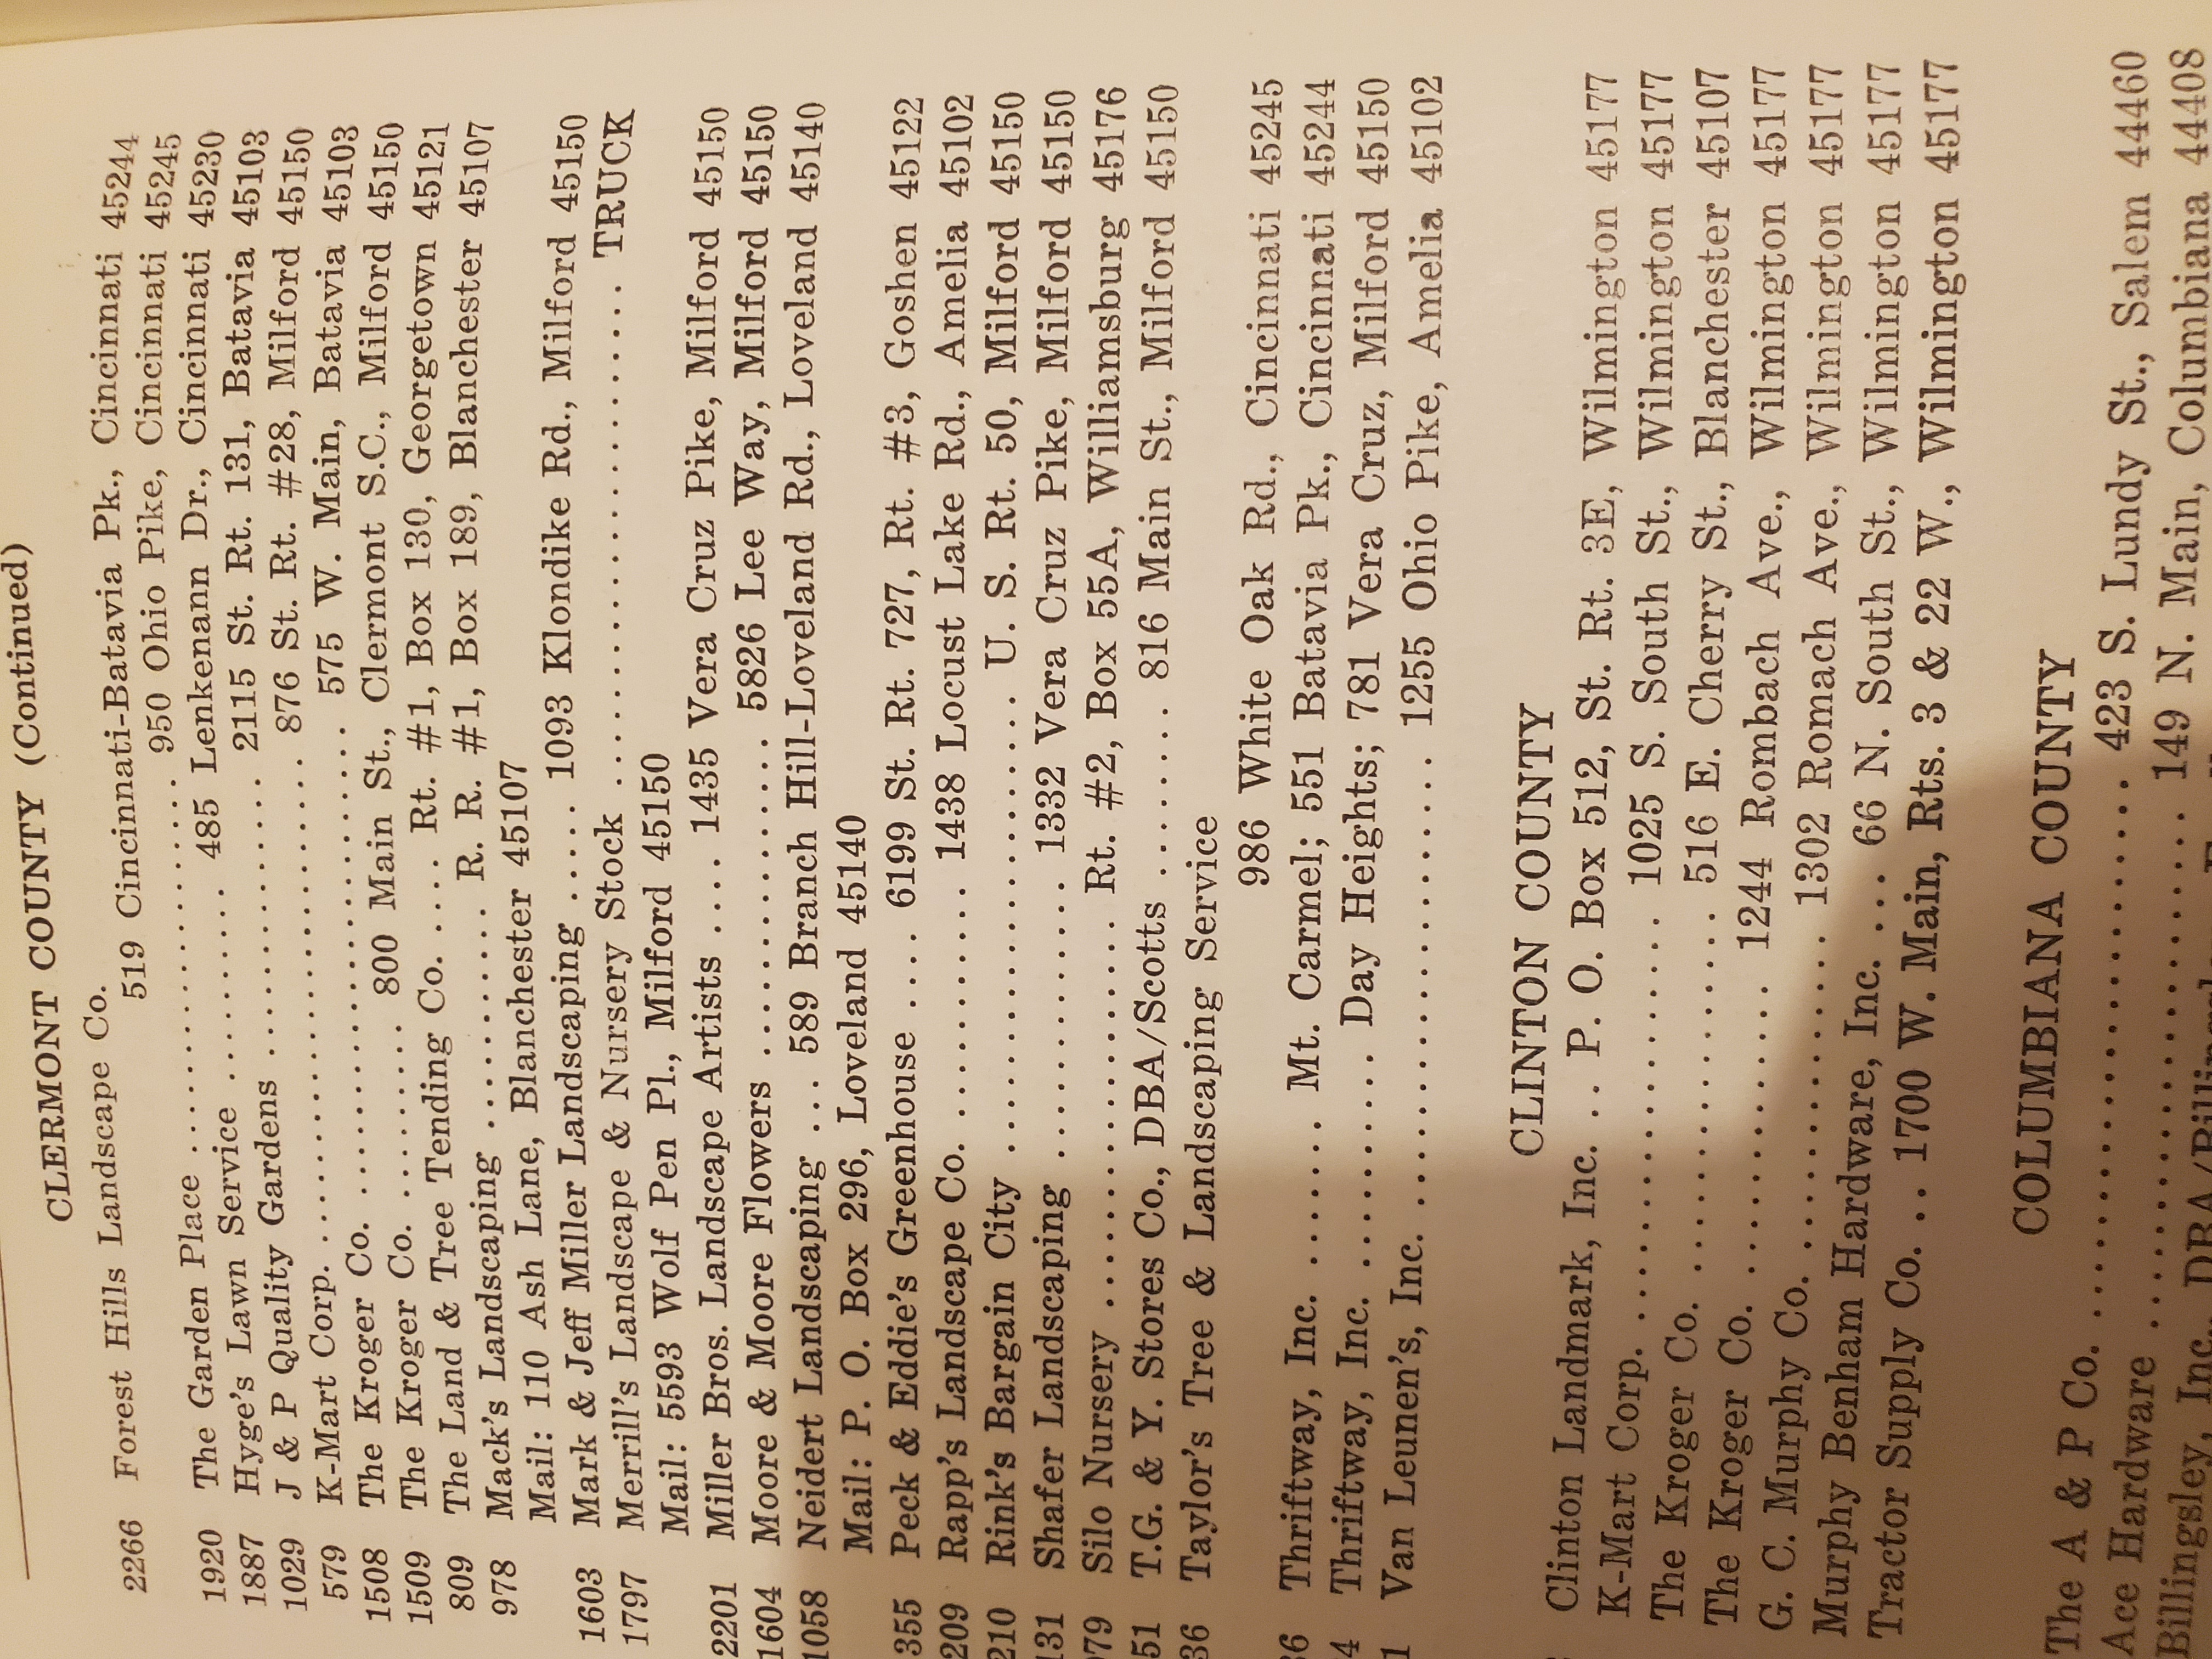 CLERMONT COUNTY (Continued)
2266 Forest Hills Landscape Co.
519 Cincinnati-Batavia Pk., Cincinnati 45244
1920 The Garden Place .................... 950 Ohio Pike, Cincinnati 45245
1887 Hyge's Lawn Service .......... 485 Lenkenann Dr., Cincinnati 45230
1029 J & P Quality Gardens ............... 2115 St. Rt. 131, Batavia 45103
579 K-Mart Corp. ........................ 876 St. Rt. #28, Milford 45150
1508 The Kroger Co. ........................ 575 W. Main, Batavia 45103
1509 The Kroger Co. ......... 800 Main St., Clermont S.C., Milford 45150
809 The Land & Tree Tending Co. .... Rt. #1, Box 130, Georgetown 45121
978 Mack's Landscaping ............ R. R. #1, Box 189, Blanchester 45107
Mail: 110 Ash Lane, Blanchester 45107
1603 Mark & Jeff Miller Landscaping ..... 1093 Klondike Rd., Milford 45150
1797 Merrill's Landscape & Nursery Stock ......................... TRUCK
Mail: 5593 Wolf Pen Pl., Milford 45150
2201 Miller Bros. Landscape Artists .... 1435 Vera Cruz Pike, Milford 45150
1604 Moore & Moore Flowers ............... 5826 Lee Way, Milford 45150
1058 Neidert Landscaping ... 589 Branch Hill-Loveland Rd., Loveland 45140
Mail: P. O. Box 296, Loveland 45140
355 Peck & Eddie's Greenhouse .... 6199 St. Rt. 727, Rt. #3, Goshen 45122
209 Rapp's Landscape Co. ............ 1438 Locust Lake Rd., Amelia 45102
210 Rink's Bargain City ....................... U. S. Rt. 50, Milford 45150
131 Shafer Landscaping ............. 1332 Vera Cruz Pike, Milford 45150
979 Silo Nursery .................. Rt. #2, Box 55A, Williamsburg 45176
51 T.G. & Y. Stores Co., DBA/Scotts ........ 816 Main St., Milford 45150
36 Taylor's Tree & Landscaping Service
986 White Oak Rd., Cincinnati 45245
Thriftway, Inc. ....... Mt. Carmel; 551 Batavia Pk., Cincinnati 45244
4 Thriftway, Inc. .......... Day Heights; 781 Vera Cruz, Milford 45150
1 Van Leunen's, Inc. ...................... 1255 Ohio Pike, Amelia 45102
CLINTON COUNTY
Clinton Landmark, Inc. ... P. O. Box 512, St. Rt. 3E, Wilmington 45177
K-Mart Corp. ...................... 1025 S. South St., Wilmington 45177
The Kroger Co. ................... 516 E. Cherry St., Blanchester 45107
The Kroger Co. ................ 1244 Rombach Ave., Wilmington 45177
G. C. Murphy Co. ............... 1302 Romach Ave., Wilmington 45177
Murphy Benham Hardware, Inc. .... 66 N. South St., Wilmington 45177
Tractor Supply Co. .. 1700 W. Main, Rts. 3 & 22 W., Wilmington 45177
COLUMBIANA COUNTY
The A & P Co. ........................... 423 S. Lundy St., Salem 44460
Ace Hardware ....................... 149 N. Main, Columbiana 44408
Billingsley, Inc., DBA/